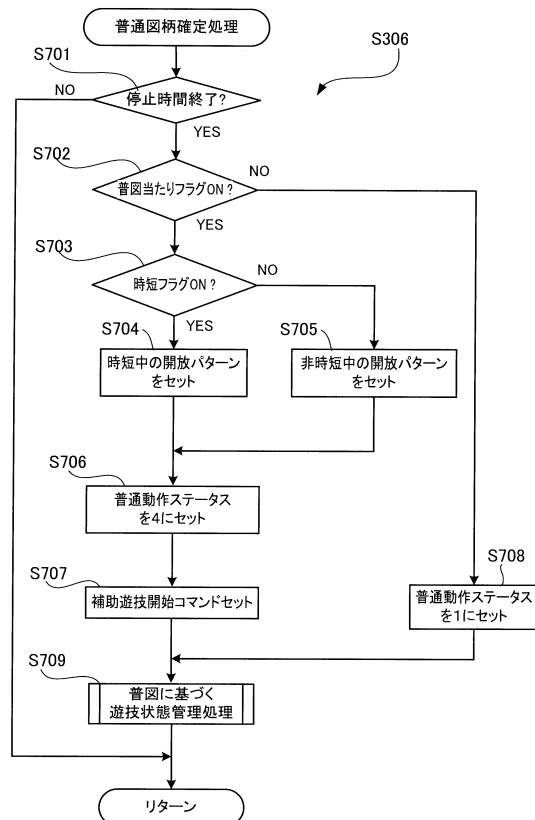 普通図柄確定処理
S306
S701
停止時間終了?
NO
YES
S702
普図当たりフラグON?
NO
YES
S703
時短フラグON?
NO
YES
S704
時短中の開放パターン
をセット
S705
非時短中の開放パターン
をセット
S706
普通動作ステータス
を4にセット
S707
補助遊技開始コマンドセット
S708
普通動作ステータス
を1にセット
S709
普図に基づく
遊技状態管理処理
リターン